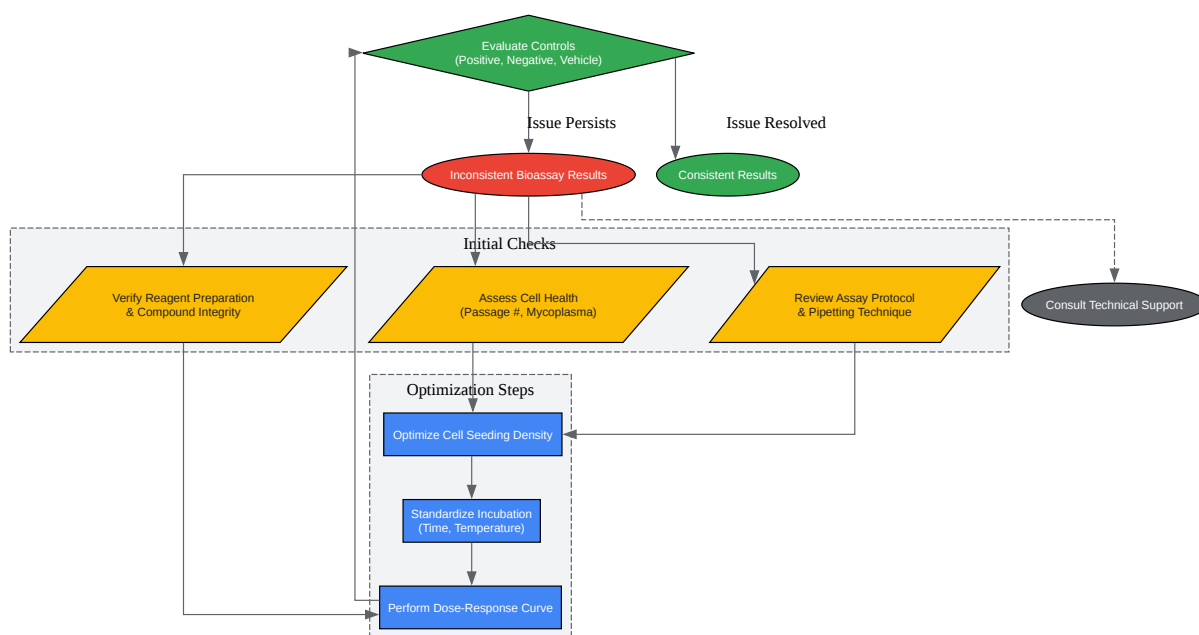 Evaluate Controls
(Positive, Negative, Vehicle)
Issue Persists
Issue Resolved
Inconsistent Bioassay Results
Consistent Results
Initial Checks
Verify Reagent Preparation
& Compound Integrity
Assess Cell Health
(Passage #, Mycoplasma)
Review Assay Protocol
& Pipetting Technique
Consult Technical Support
Optimization Steps
Optimize Cell Seeding Density
Standardize Incubation
(Time, Temperature)
Perform Dose-Response Curve